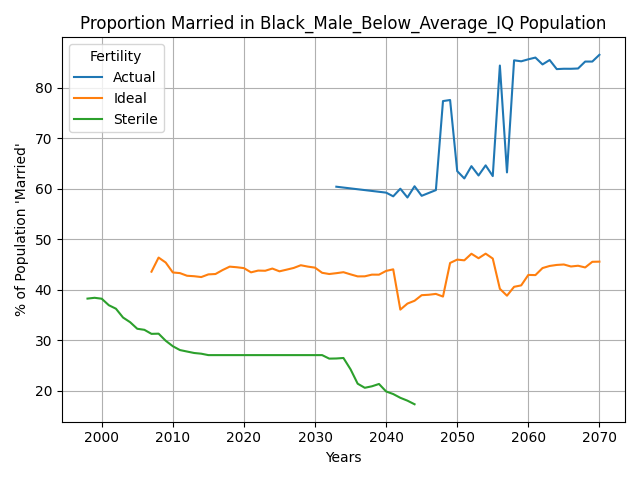 Proportion Married in Black_Male_Below_Average_IQ Population
Fertility
Actual
Ideal
Sterile
% of Population 'Married'
80
70
60
50
40
30
20
2000 2010 2020 2030 2040 2050 2060 2070
Years